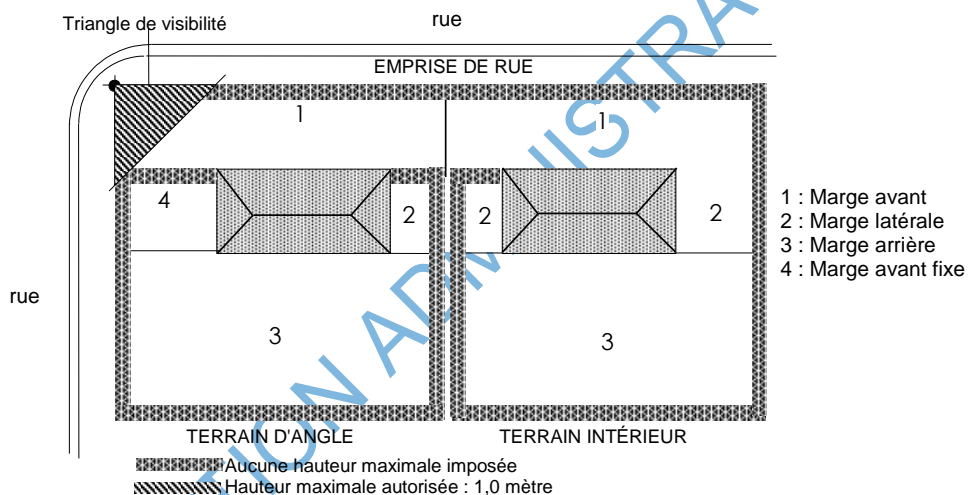 Triangle de visibilité
rue
EMPRISE DE RUE
1
1
4
2
2
2
1 : Marge avant
2 : Marge latérale
3 : Marge arrière
4 : Marge avant fixe
rue
3
3
TERRAIN D'ANGLE
TERRAIN INTÉRIEUR
Aucune hauteur maximale imposée
Hauteur maximale autorisée : 1,0 mètre